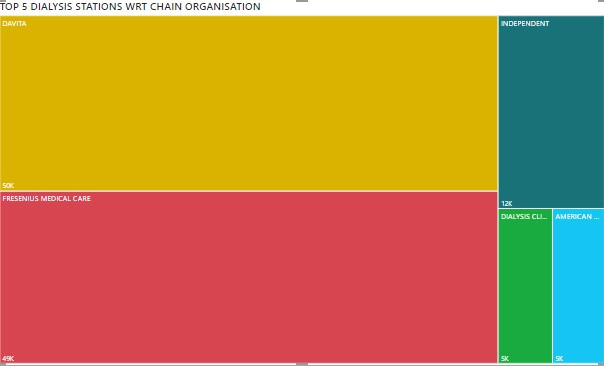 TOP 5 DIALYSIS STATIONS WRT CHAIN ORGANISATION
DAVITA
50K
FRESENIUS MEDICAL CARE
49K
INDEPENDENT
12K
DIALYSIS CLI...
5K
AMERICAN ...
5K